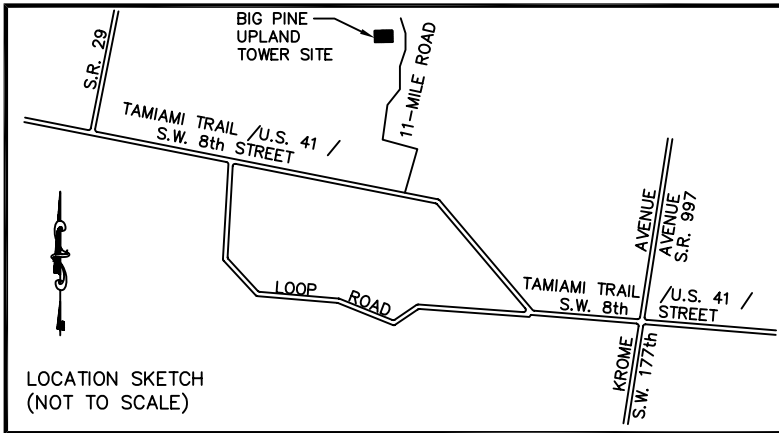 BIG PINE
UPLAND
TOWER SITE
S.R. 29
11-MILE ROAD
TAMIAMI TRAIL /U.S. 41 /
S.W. 8th STREET
AVENUE
AVENUE
S.R. 997
LOOP ROAD
TAMIAMI TRAIL /U.S. 41 /
S.W. 8th STREET
KROME
S.W. 177th
LOCATION SKETCH
(NOT TO SCALE)